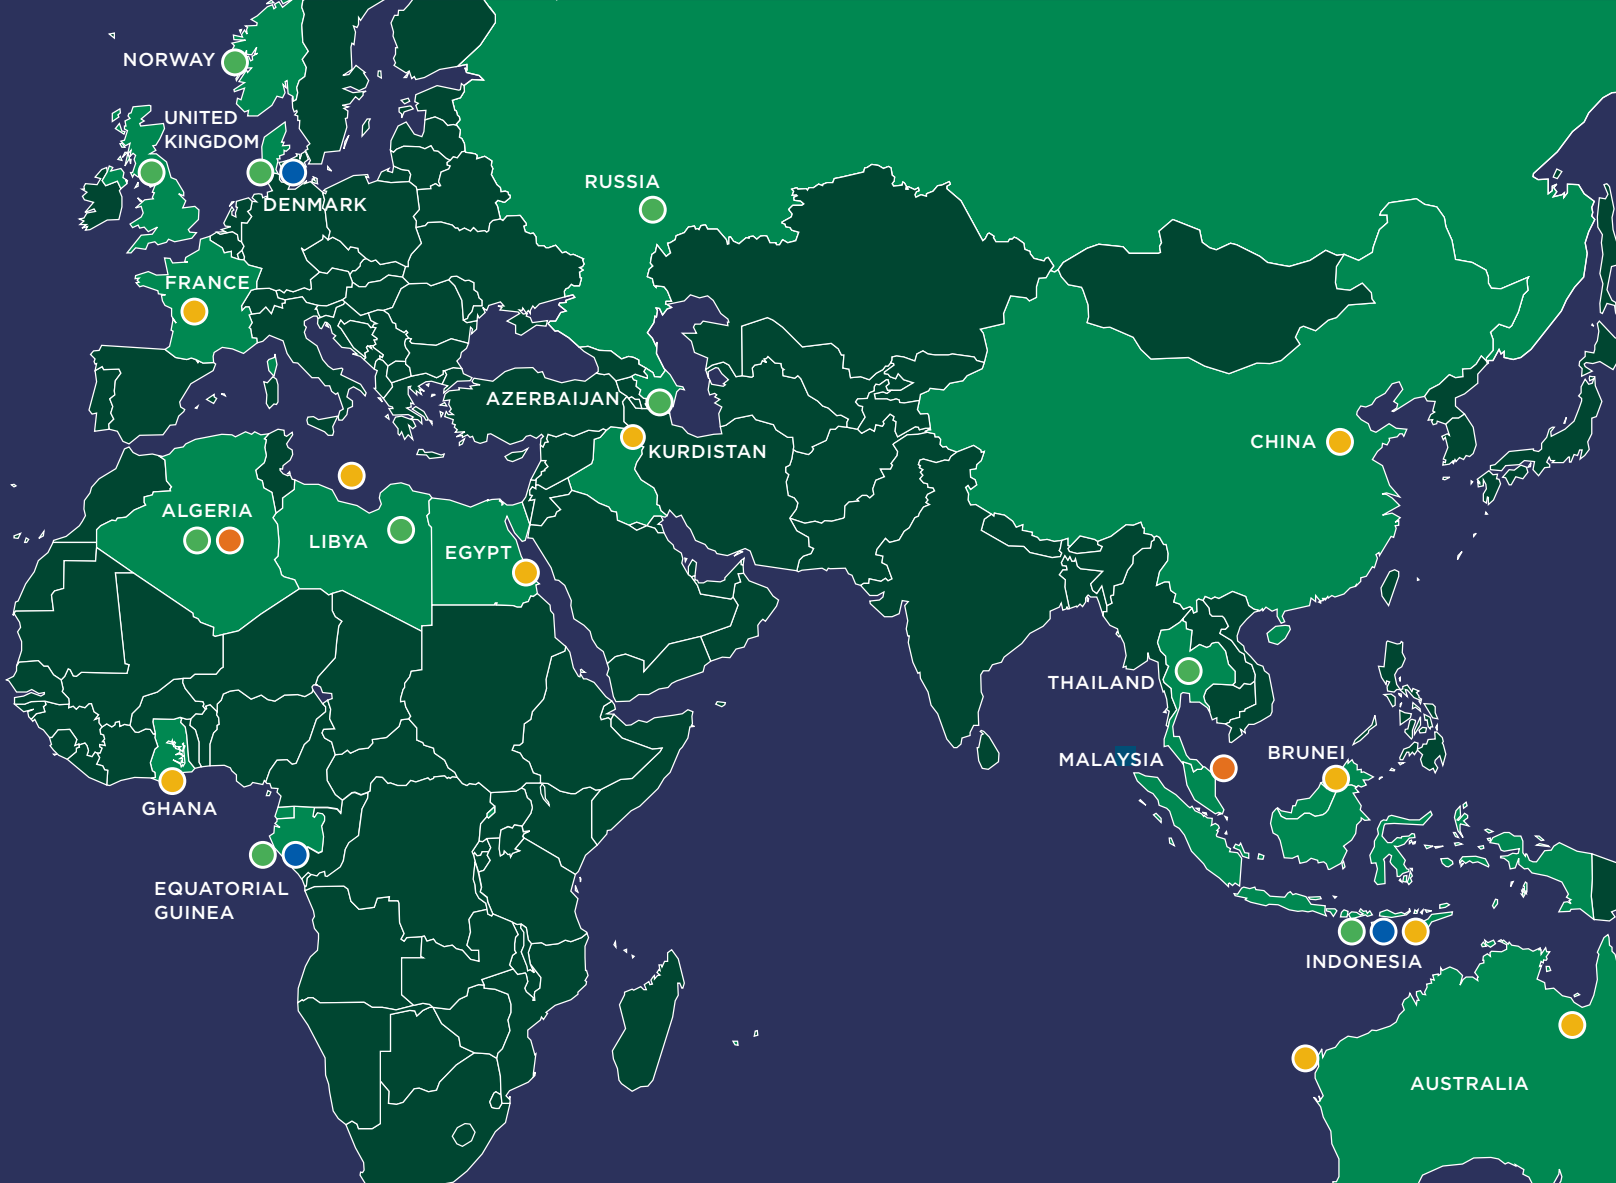 NORWAY
UNITED
KINGDOM
RUSSIA
DENMARK
FRANCE
AZERBAIJAN
KURDISTAN
CHINA
ALGERIA
LIBYA
EGYPT
THAILAND
MALAYSIA
BRUNEI
GHANA
EQUATORIAL
GUINEA
INDONESIA
AUSTRALIA